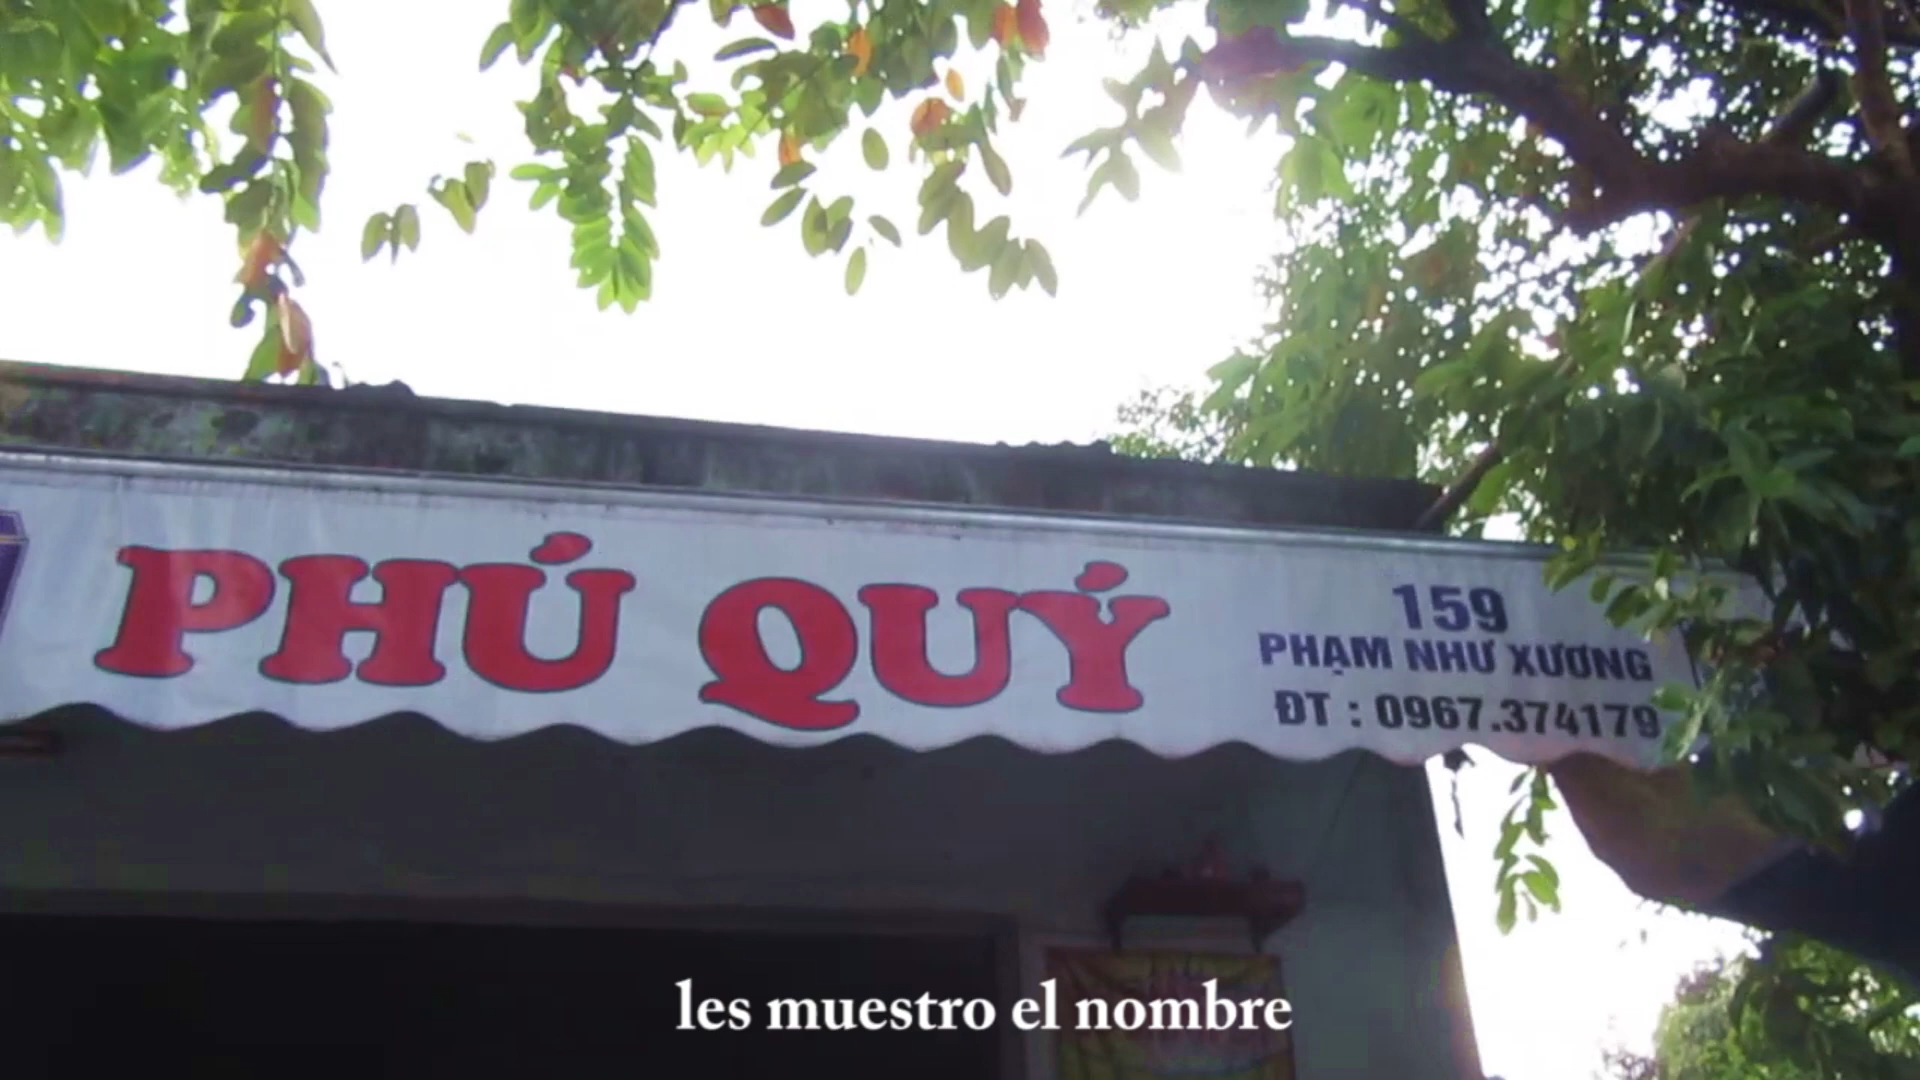 PHÚ QUÝ
159
PHẠM NHƯ XƯƠNG
ĐT : 0967.374179
les muestro el nombre